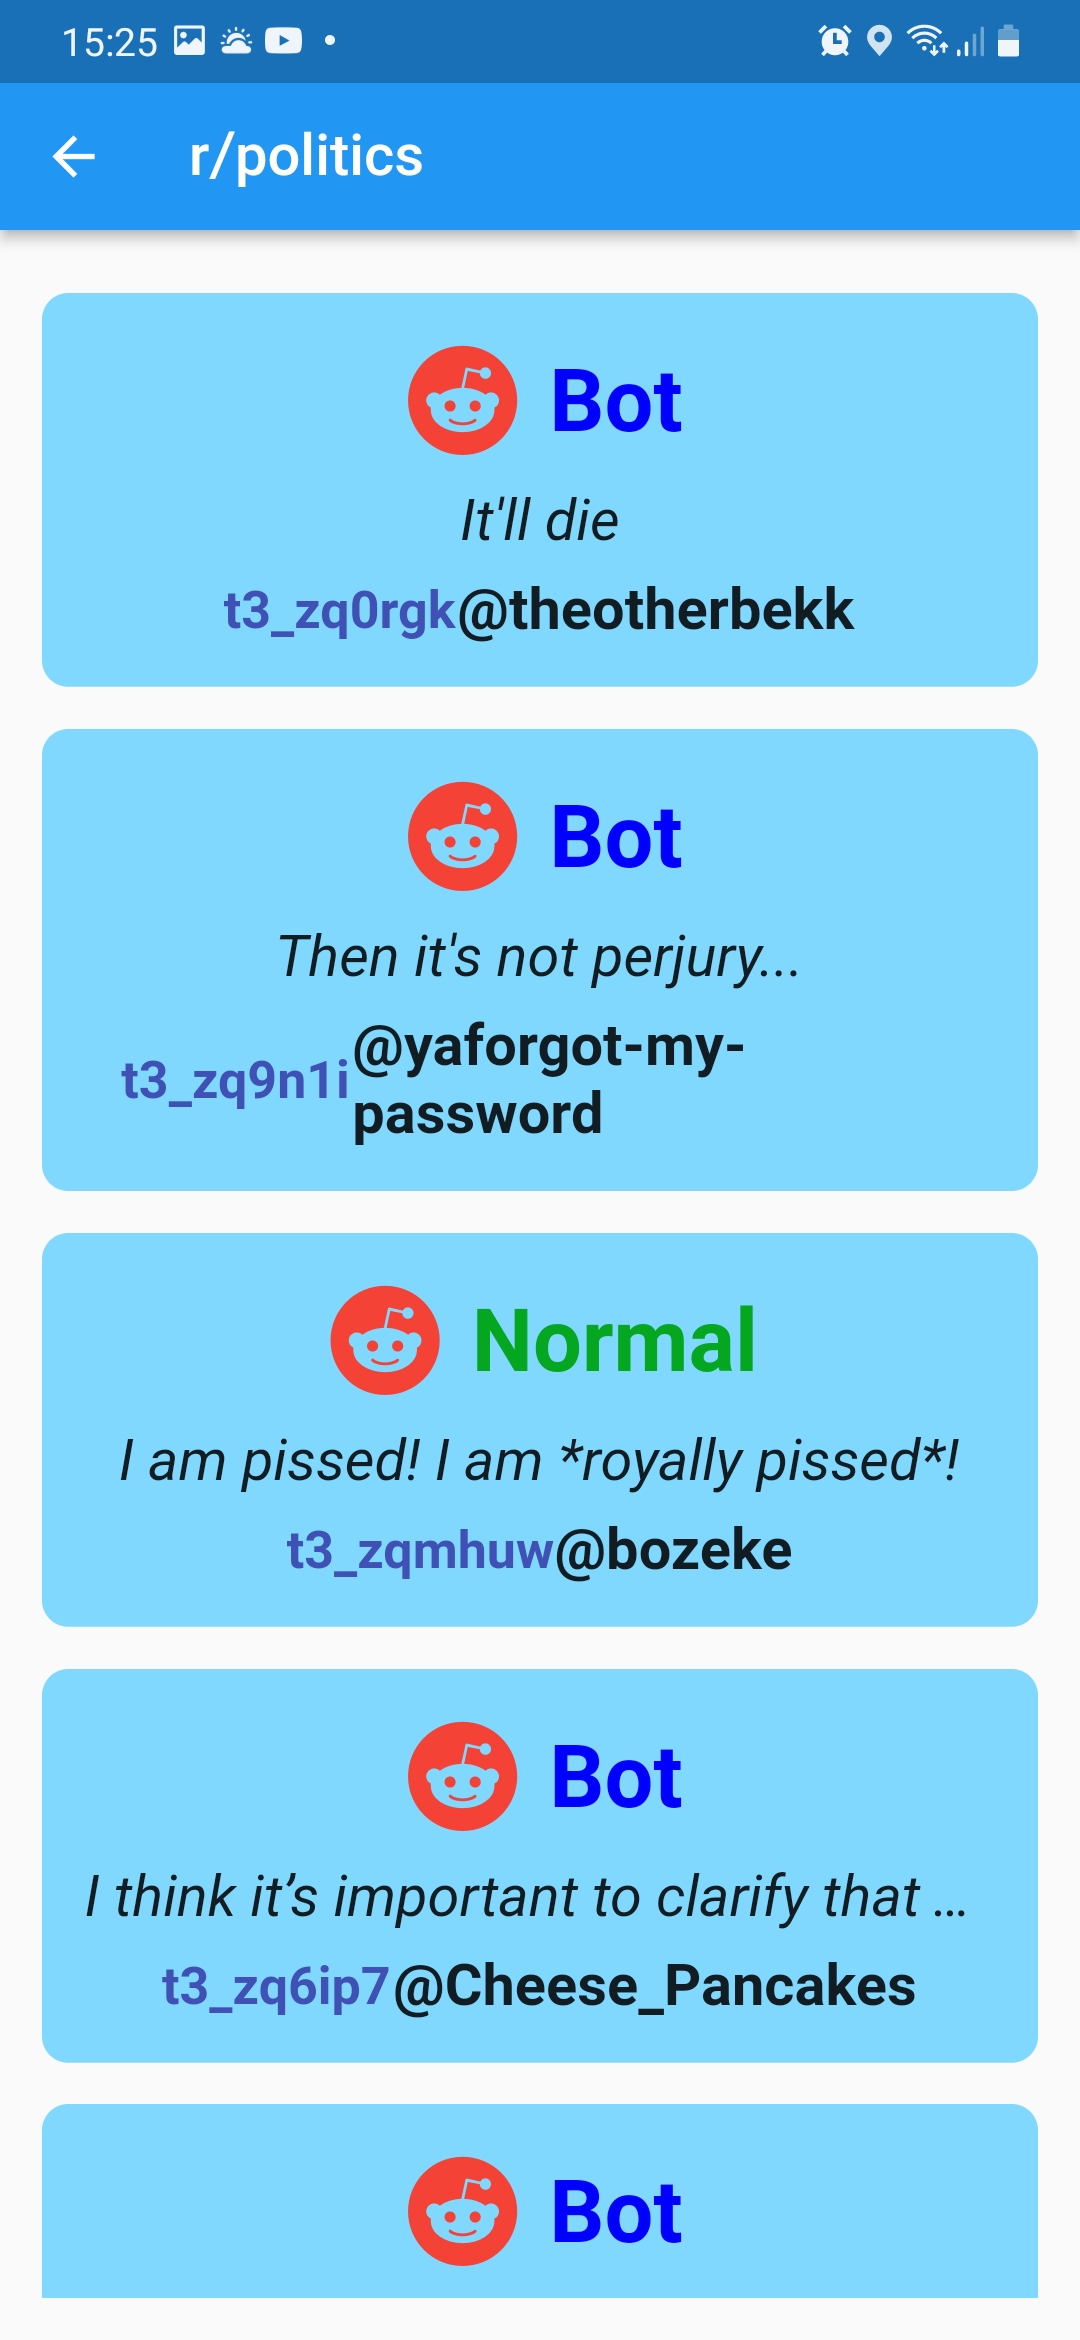 15:25
r/politics
Bot
It'll die
t3_zq0rgk@theotherbekk
Bot
Then it's not perjury...
t3_zq9n1i@yaforgot-my-
password
Normal
I am pissed! I am *royally pissed*!
t3_zqmhuw@bozeke
Bot
I think it’s important to clarify that …
t3_zq6ip7@Cheese_Pancakes
Bot